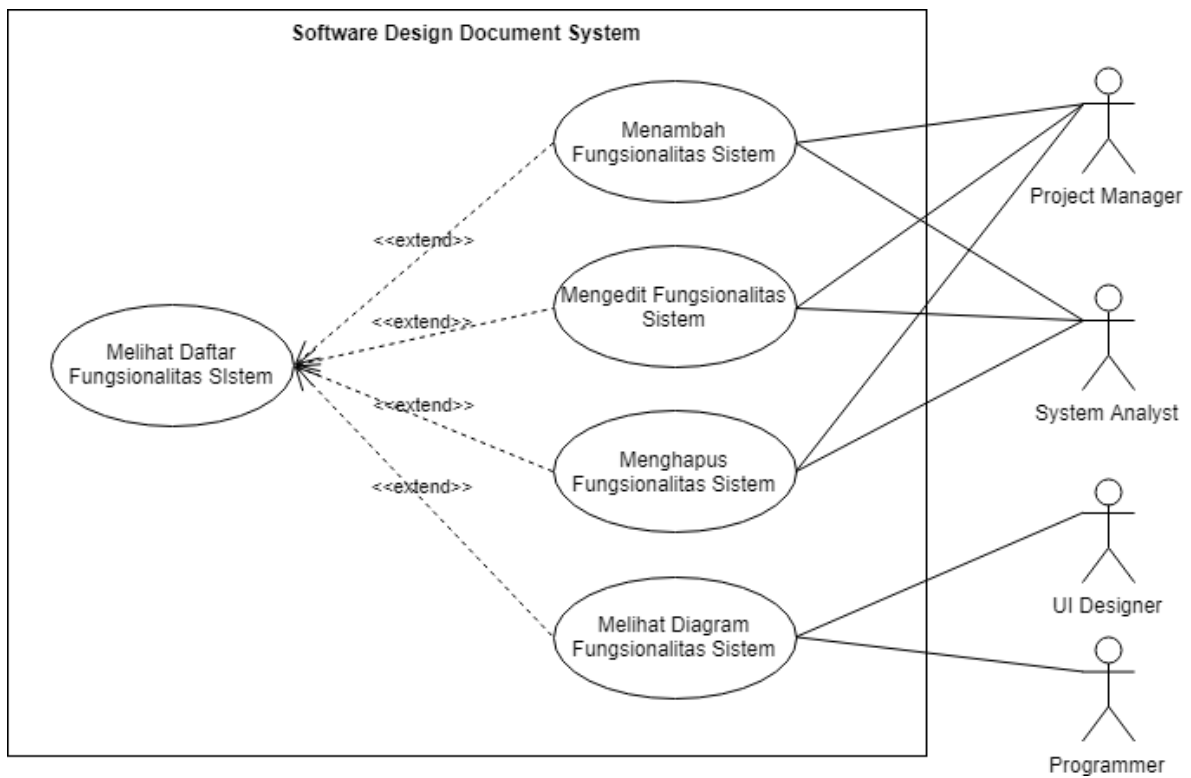 Software Design Document System
Menambah
Fungsionalitas Sistem
Project Manager
<<extend>>
Mengedit Fungsionalitas
Sistem
<<extend>>
Melihat Daftar
Fungsionalitas SIstem
System Analyst
<<extend>>
Menghapus
Fungsionalitas Sistem
<<extend>>
UI Designer
Melihat Diagram
Fungsionalitas Sistem
Programmer